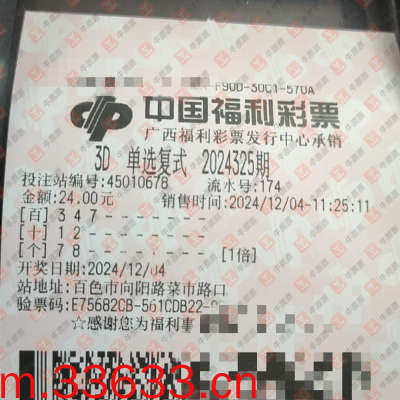 F90D-30C1-570A
中国福利彩票
广西福利彩票发行中心承销
3D 单选复式 2024325期
投注站编号:45010678 流水号:174
金额:24.00元 销售时间:2024/12/04-11:25:11
[百] 3 4 7 - - - - - - -
[十] 1 2 - - - - - - - -
[个] 7 8 - - - - - - - - [1倍]
开奖日期:2024/12/04
站地址:百色市向阳路菜市路口
验票码:E75682CB-561CDB22-
☆感谢您为福利事
m.33633.cn